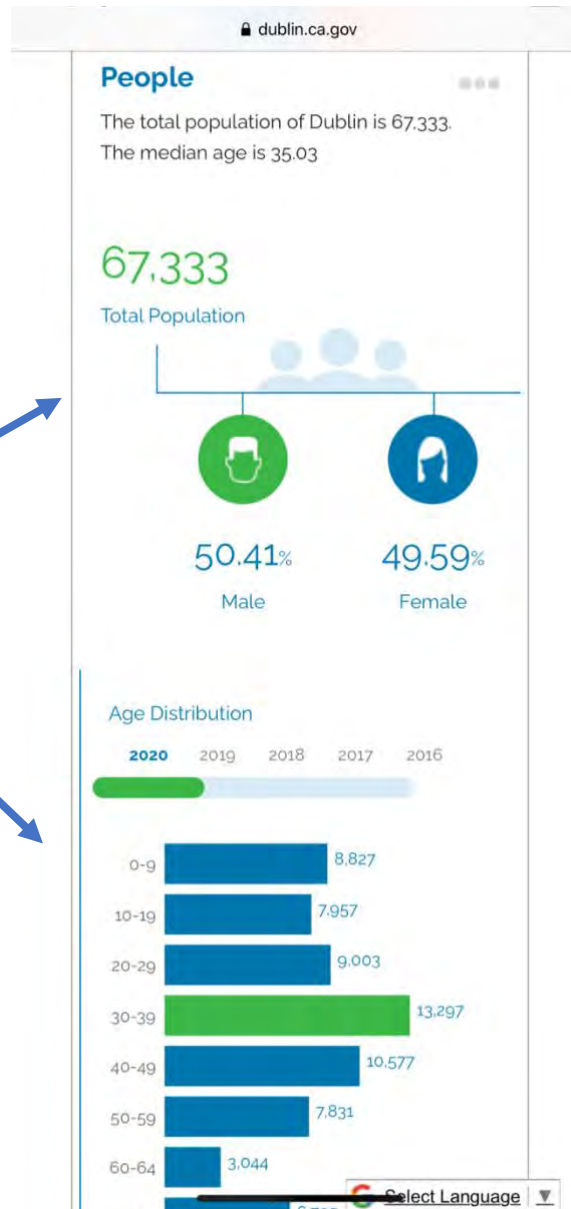 dublin.ca.gov
People
The total population of Dublin is 67,333.
The median age is 35.03
67,333
Total Population
50.41%
49.59%
Male
Female
Age Distribution
2020 2019 2018 2017 2016
0-9 8,827
10-19 7,957
20-29 9,003
30-39 13,297
40-49 10,577
50-59 7,831
60-64 3,044
Select Language